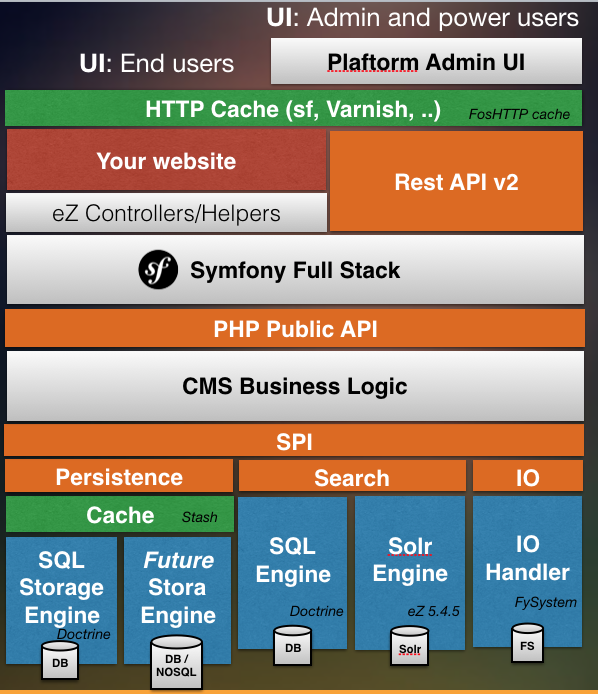 UI: Admin and power users
UI: End users
Plaftorm Admin UI
HTTP Cache (sf, Varnish, ..)
FosHTTP cache
Your website
Rest API v2
eZ Controllers/Helpers
sf
Symfony Full Stack
PHP Public API
CMS Business Logic
SPI
Persistence
Search
IO
Cache
Stash
SQL
Storage
Engine
Doctrine
DB
Future
Stora
Engine
DB /
NOSQL
SQL
Engine
Doctrine
DB
Solr
Engine
eZ 5.4.5
Solr
IO
Handler
FySystem
FS